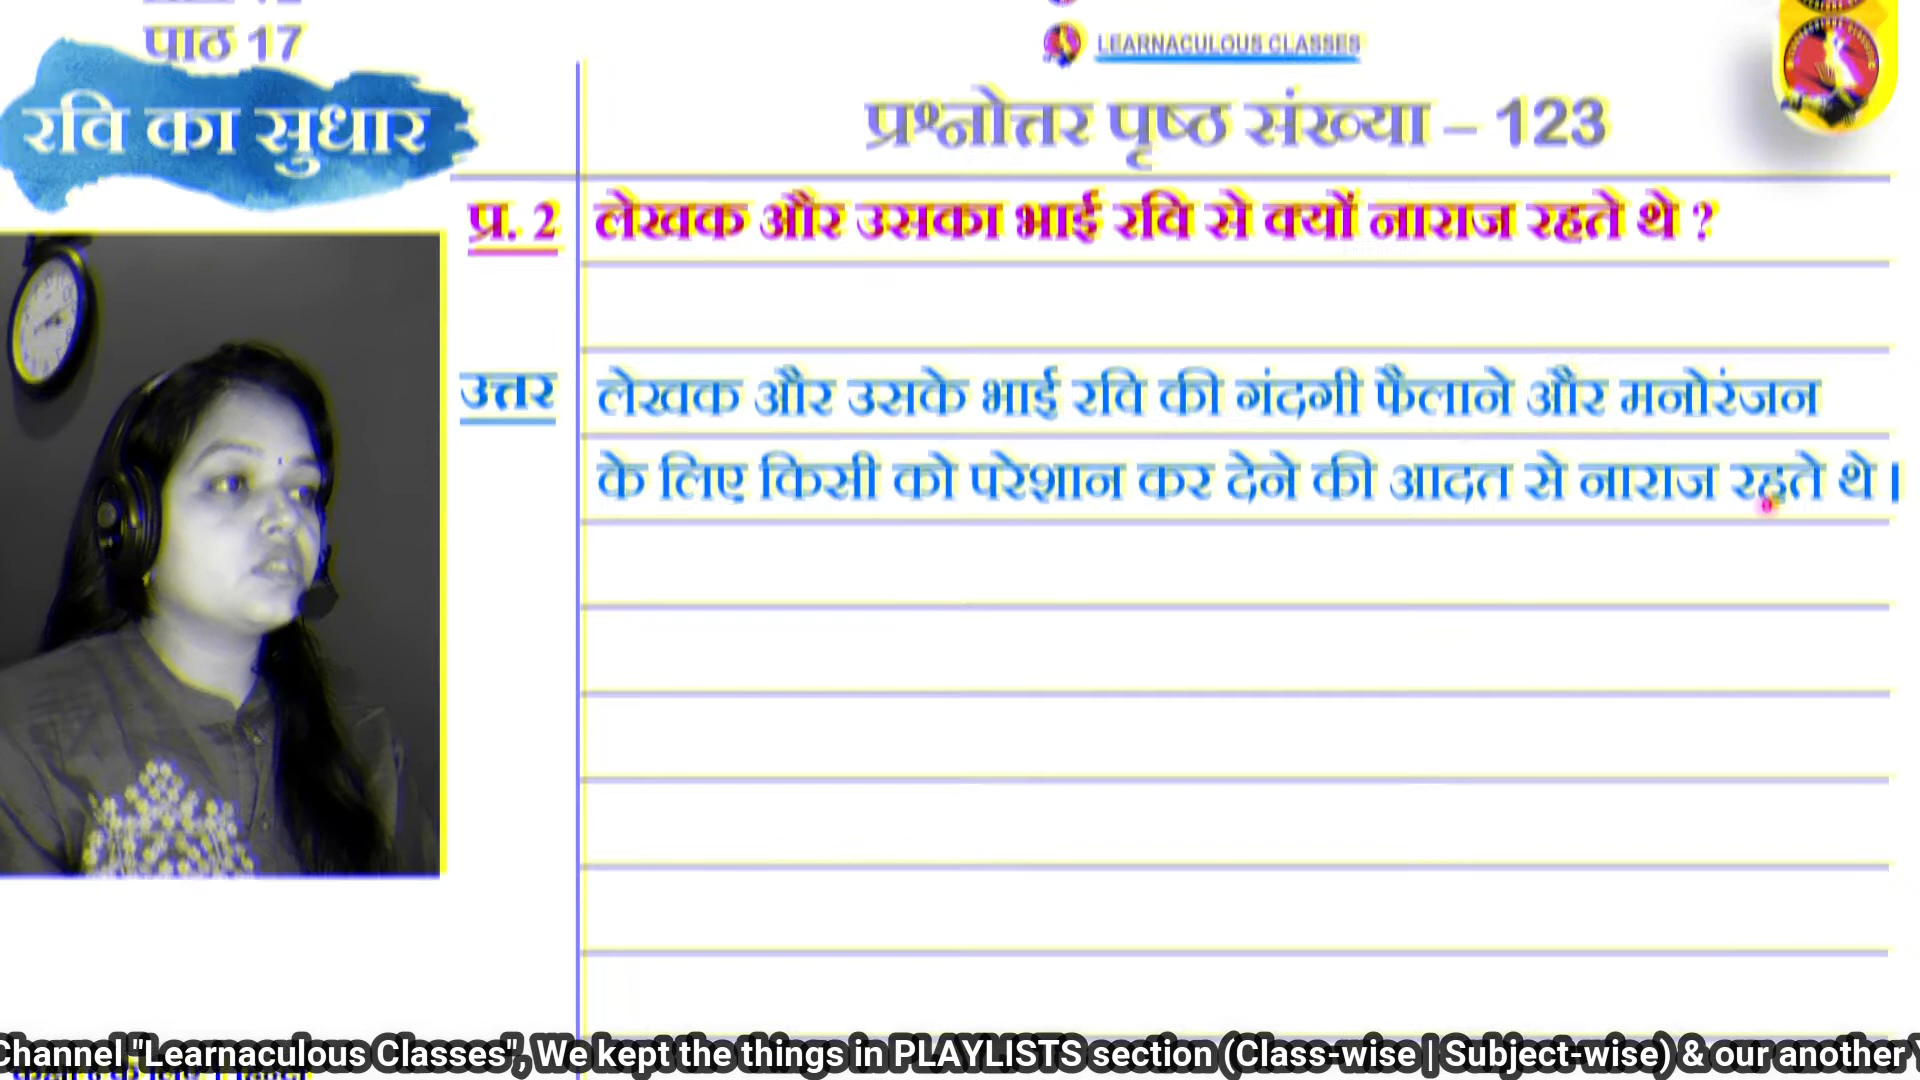 पाठ 17
LEARNACULOUS CLASSES
रवि का सुधार
प्रश्नोत्तर पृष्ठ संख्या – 123
प्र. 2 लेखक और उसका भाई रवि से क्यों नाराज रहते थे ?
उत्तर लेखक और उसके भाई रवि की गंदगी फैलाने और मनोरंजन
के लिए किसी को परेशान कर देने की आदत से नाराज रहते थे ।
Channel "Learnaculous Classes", We kept the things in PLAYLISTS section (Class-wise | Subject-wise) & our another